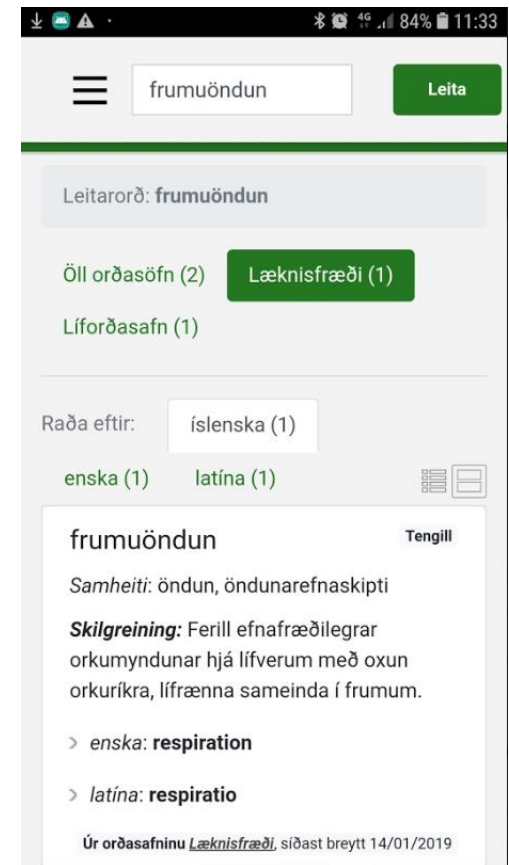 4G 84% 11:33
frumuöndun Leita
Leitarorð: frumuöndun
Öll orðasöfn (2) Læknisfræði (1)
Líforðasafn (1)
Raða eftir: íslenska (1)
enska (1) latína (1)
frumuöndun Tengill
Samheiti: öndun, öndunarefnaskipti
Skilgreining: Ferill efnafræðilegrar
orkumyndunar hjá lífverum með oxun
orkuríkra, lífrænna sameinda í frumum.
> enska: respiration
> latína: respiratio
Úr orðasafninu Læknisfræði, síðast breytt 14/01/2019